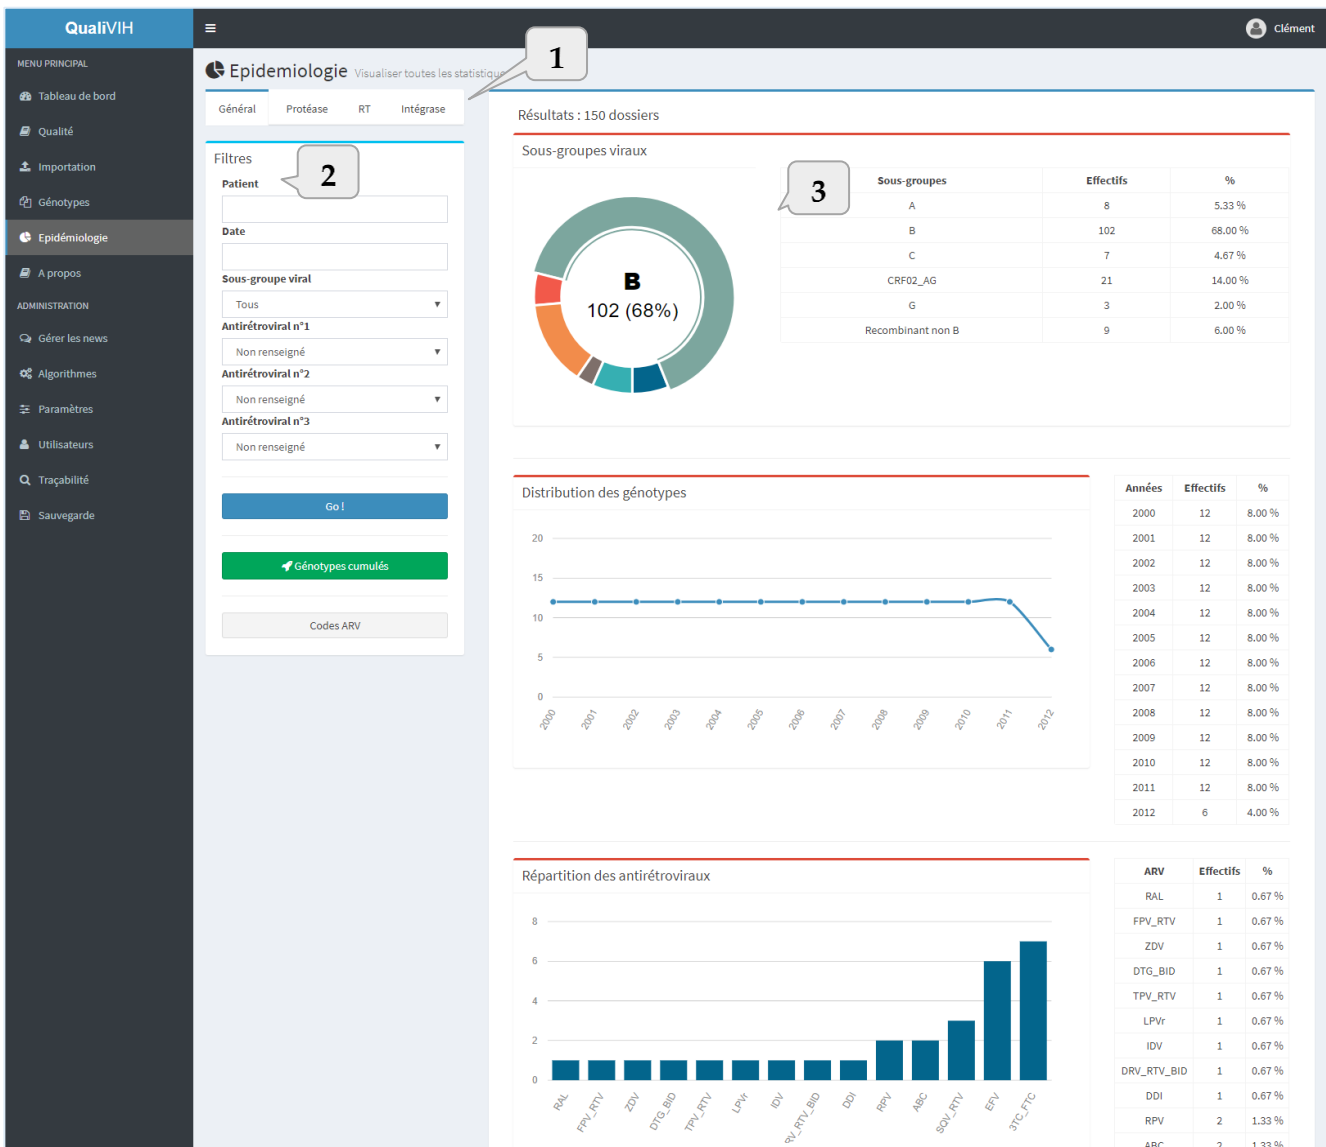 QualiVIH
Clément
MENU PRINCIPAL
Tableau de bord
Qualité
Importation
Génotypes
Epidémiologie
A propos
ADMINISTRATION
Gérer les news
Algorithmes
Paramètres
Utilisateurs
Traçabilité
Sauvegarde
Epidemiologie Visualiser toutes les statistique
1
Général Protéase RT Intégrase
Filtres
2
Patient
Date
Sous-groupe viral
Tous
Antirétroviral n°1
Non renseigné
Antirétroviral n°2
Non renseigné
Antirétroviral n°3
Non renseigné
Go !
Génotypes cumulés
Codes ARV
Résultats : 150 dossiers
Sous-groupes viraux
B
102 (68%)
3
Sous-groupes Effectifs %
A 8 5.33 %
B 102 68.00 %
C 7 4.67 %
CRF02_AG 21 14.00 %
G 3 2.00 %
Recombinant non B 9 6.00 %
Distribution des génotypes
20
15
10
5
0
2000 2001 2002 2003 2004 2005 2006 2007 2008 2009 2010 2011 2012
Années Effectifs %
2000 12 8.00 %
2001 12 8.00 %
2002 12 8.00 %
2003 12 8.00 %
2004 12 8.00 %
2005 12 8.00 %
2006 12 8.00 %
2007 12 8.00 %
2008 12 8.00 %
2009 12 8.00 %
2010 12 8.00 %
2011 12 8.00 %
2012 6 4.00 %
Répartition des antirétroviraux
8
6
4
2
0
RAL FPV_RTV ZDV DTG_BID TPV_RTV LPVr IDV RV_RTV_BID DDI RPV ABC SQV_RTV EFV 3TC_FTC
ARV Effectifs %
RAL 1 0.67 %
FPV_RTV 1 0.67 %
ZDV 1 0.67 %
DTG_BID 1 0.67 %
TPV_RTV 1 0.67 %
LPVr 1 0.67 %
IDV 1 0.67 %
DRV_RTV_BID 1 0.67 %
DDI 1 0.67 %
RPV 2 1.33 %
ABC 2 1.33 %